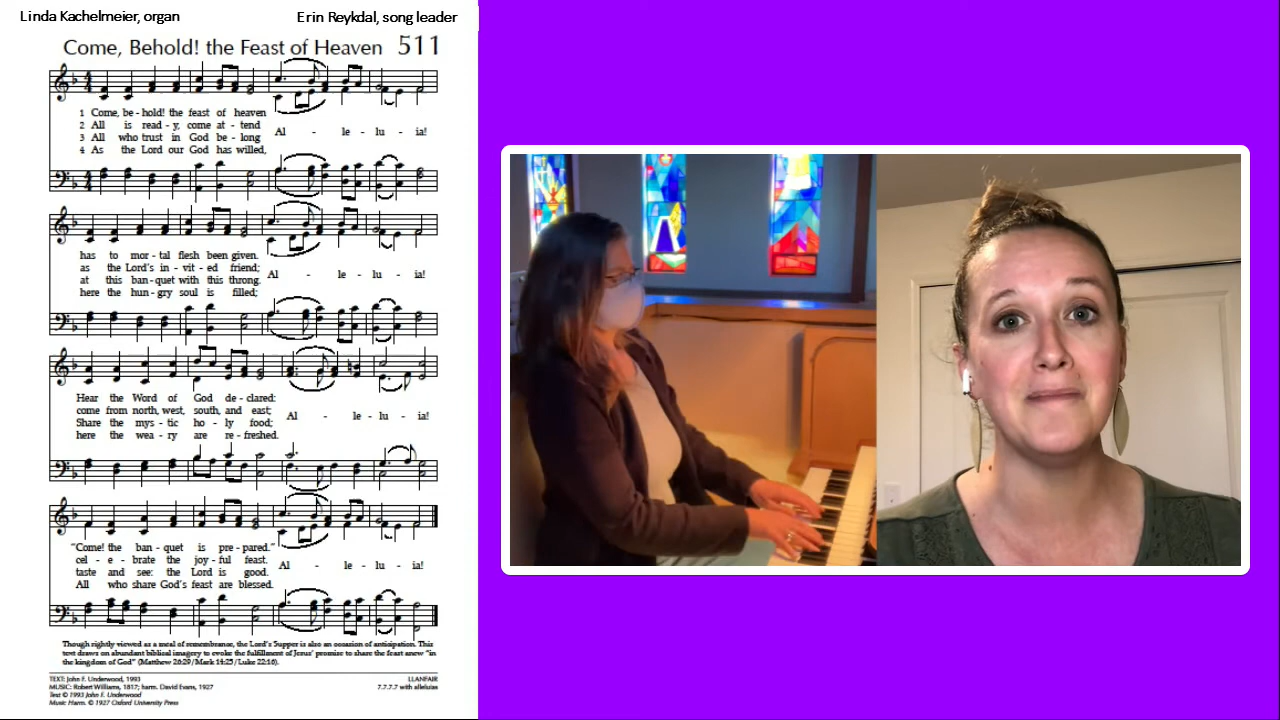 Linda Kachelmeier, organ
Erin Reykdal, song leader
Come, Behold! the Feast of Heaven 511
1 Come, be - hold! the feast of heaven
2 All is read - y, come at - tend
3 All who trust in God be - long
4 As the Lord our God has willed,
Al - le - lu - ia!
has to mor - tal flesh been given.
as the Lord's in - vit - ed friend;
at this ban - quet with this throng.
here the hun - gry soul is filled;
Al - le - lu - ia!
Hear the Word of God de - clared:
come from north, west, south, and east;
Share the mys - tic ho - ly food;
here the wea - ry are re - freshed.
Al - le - lu - ia!
"Come! the ban - quet is pre - pared."
cel - e - brate the joy - ful feast.
taste and see: the Lord is good.
All who share God's feast are blessed.
Al - le - lu - ia!
Though rightly viewed as a meal of remembrance, the Lord's Supper is also an occasion of anticipation. This
text draws on abundant biblical imagery to evoke the fulfillment of Jesus' promise to share the feast anew "in
the kingdom of God" (Matthew 26:29/Mark 14:25/Luke 22:16).
TEXT: John F. Underwood, 1993
MUSIC: Robert Williams, 1817; harm. David Evans, 1927
Text © 1993 John F. Underwood
Music Harm. © 1927 Oxford University Press
LLANFAIR
7.7.7.7 with alleluias